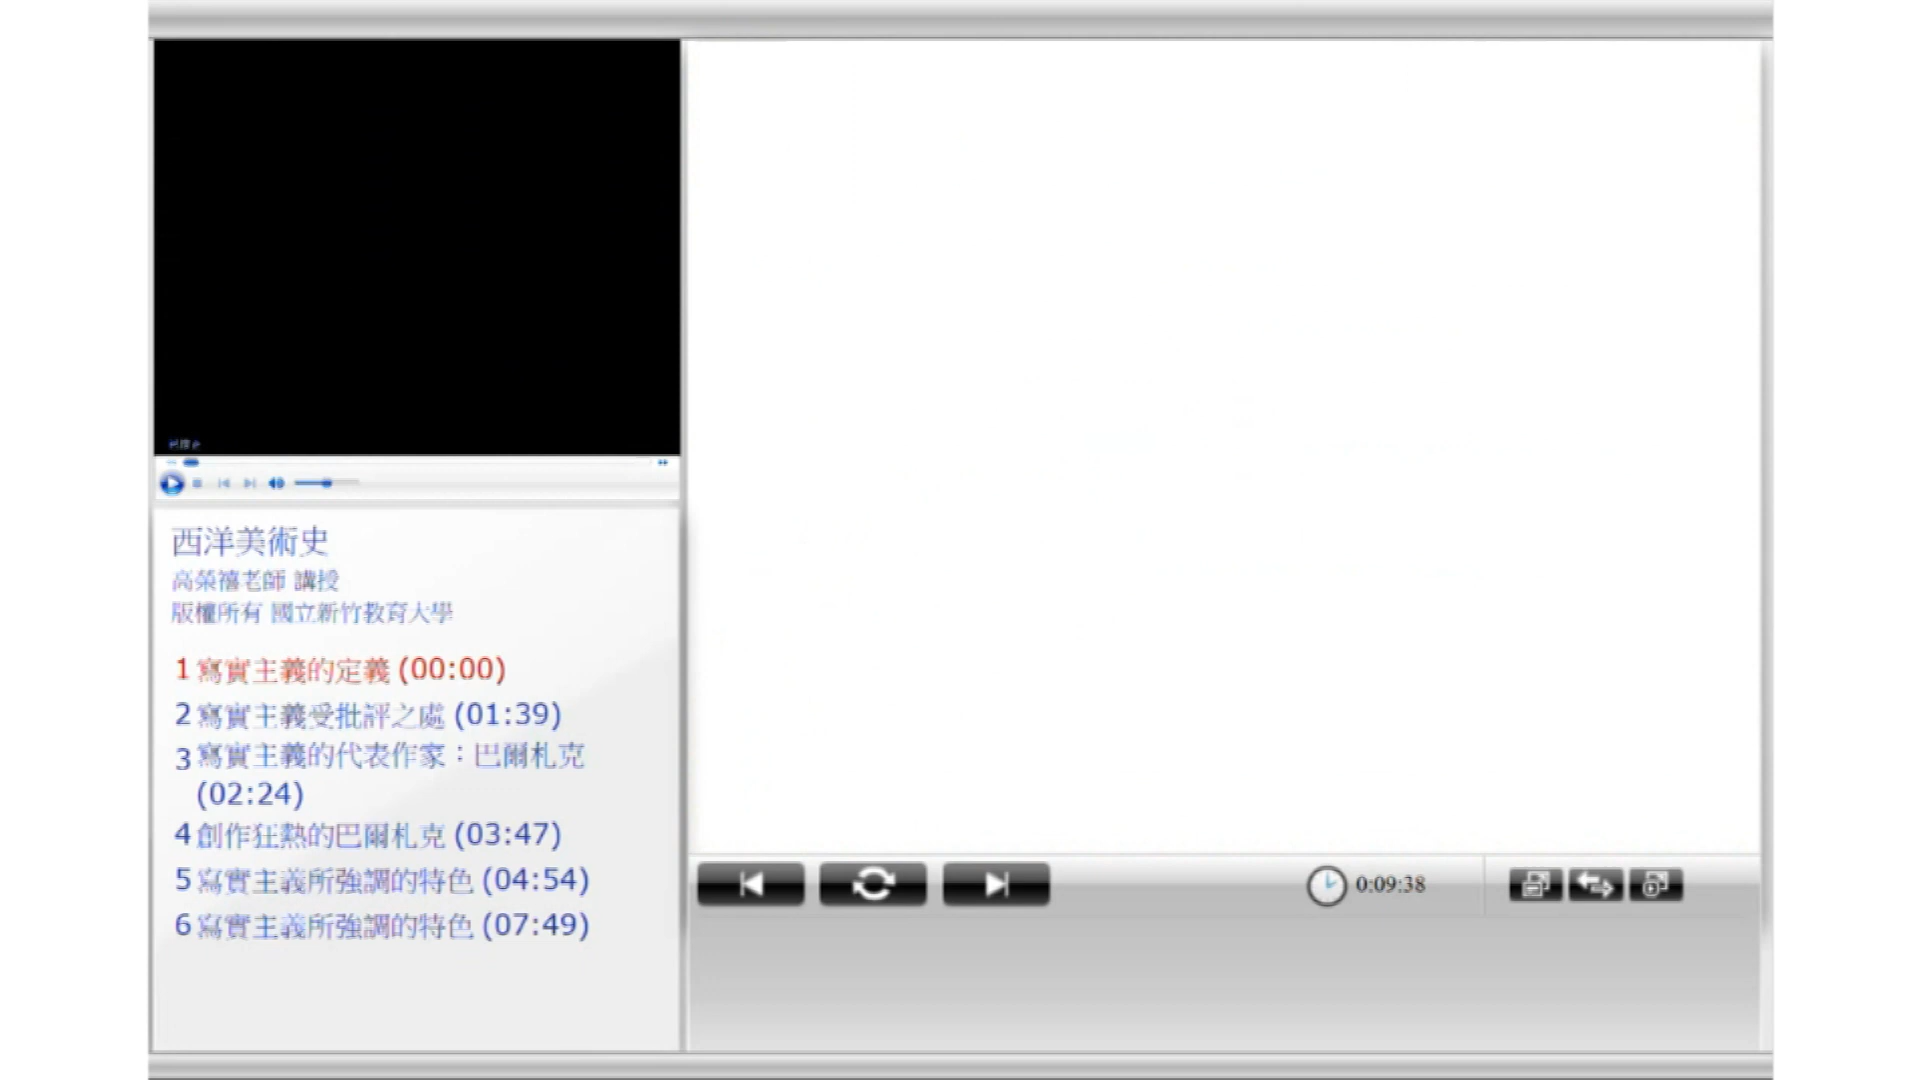 已停止
西洋美術史
高榮禧老師 講授
版權所有 國立新竹教育大學
1 寫實主義的定義 (00:00)
2 寫實主義受批評之處 (01:39)
3 寫實主義的代表作家：巴爾札克
(02:24)
4 創作狂熱的巴爾札克 (03:47)
5 寫實主義所強調的特色 (04:54)
6 寫實主義所強調的特色 (07:49)
0:09:38